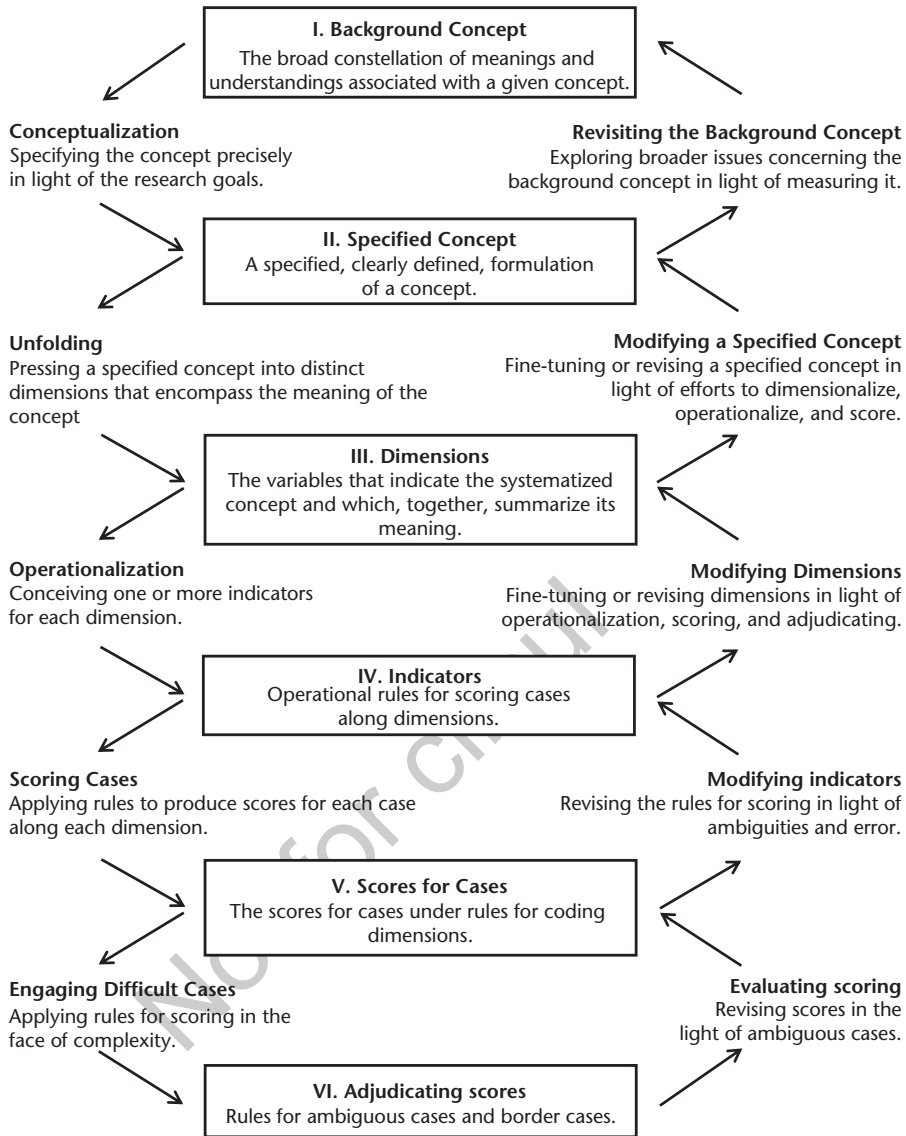 I. Background Concept
The broad constellation of meanings and
understandings associated with a given concept.
Conceptualization
Specifying the concept precisely
in light of the research goals.
Revisiting the Background Concept
Exploring broader issues concerning the
background concept in light of measuring it.
II. Specified Concept
A specified, clearly defined, formulation
of a concept.
Unfolding
Pressing a specified concept into distinct
dimensions that encompass the meaning of the
concept
Modifying a Specified Concept
Fine-tuning or revising a specified concept in
light of efforts to dimensionalize,
operationalize, and score.
III. Dimensions
The variables that indicate the systematized
concept and which, together, summarize its
meaning.
Operationalization
Conceiving one or more indicators
for each dimension.
Modifying Dimensions
Fine-tuning or revising dimensions in light of
operationalization, scoring, and adjudicating.
IV. Indicators
Operational rules for scoring cases
along dimensions.
Scoring Cases
Applying rules to produce scores for each case
along each dimension.
Modifying indicators
Revising the rules for scoring in light of
ambiguities and error.
V. Scores for Cases
The scores for cases under rules for coding
dimensions.
Engaging Difficult Cases
Applying rules for scoring in the
face of complexity.
Evaluating scoring
Revising scores in the
light of ambiguous cases.
VI. Adjudicating scores
Rules for ambiguous cases and border cases.
Not for